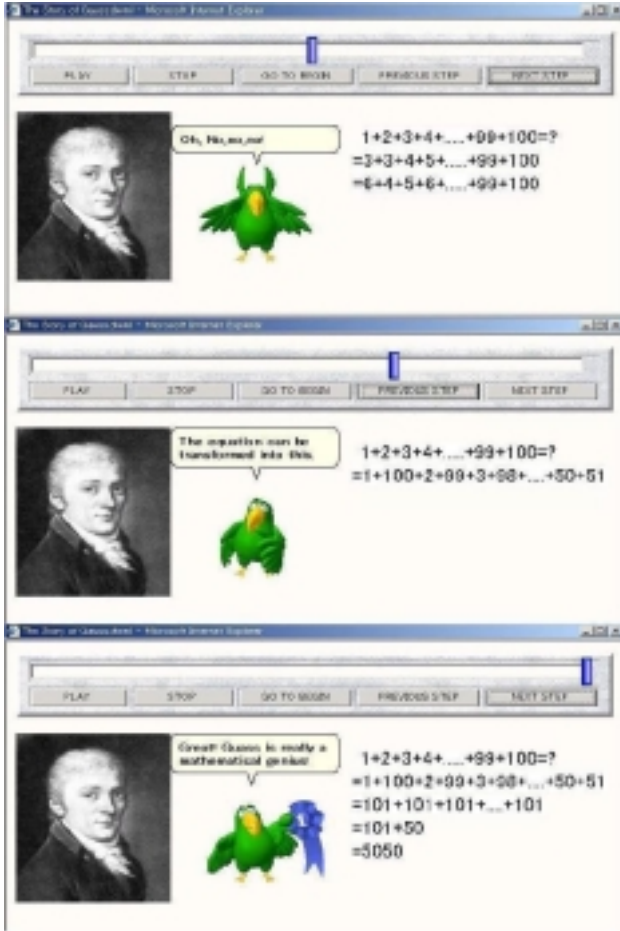 The Story of Gauss.html - Microsoft Internet Explorer
PLAY
STOP
GO TO BEGIN
PREVIOUS STEP
NEXT STEP
Oh, No,no,no!
1+2+3+4+....+99+100=?
=3+3+4+5+....+99+100
=6+4+5+6+....+99+100
The Story of Gauss.html - Microsoft Internet Explorer
PLAY
STOP
GO TO BEGIN
PREVIOUS STEP
NEXT STEP
The equation can be
transformed into this.
1+2+3+4+....+99+100=?
=1+100+2+99+3+98+....+50+51
The Story of Gauss.html - Microsoft Internet Explorer
PLAY
STOP
GO TO BEGIN
PREVIOUS STEP
NEXT STEP
Great! Guass is really a
mathematical genius!
1+2+3+4+....+99+100=?
=1+100+2+99+3+98+....+50+51
=101+101+101+....+101
=101*50
=5050